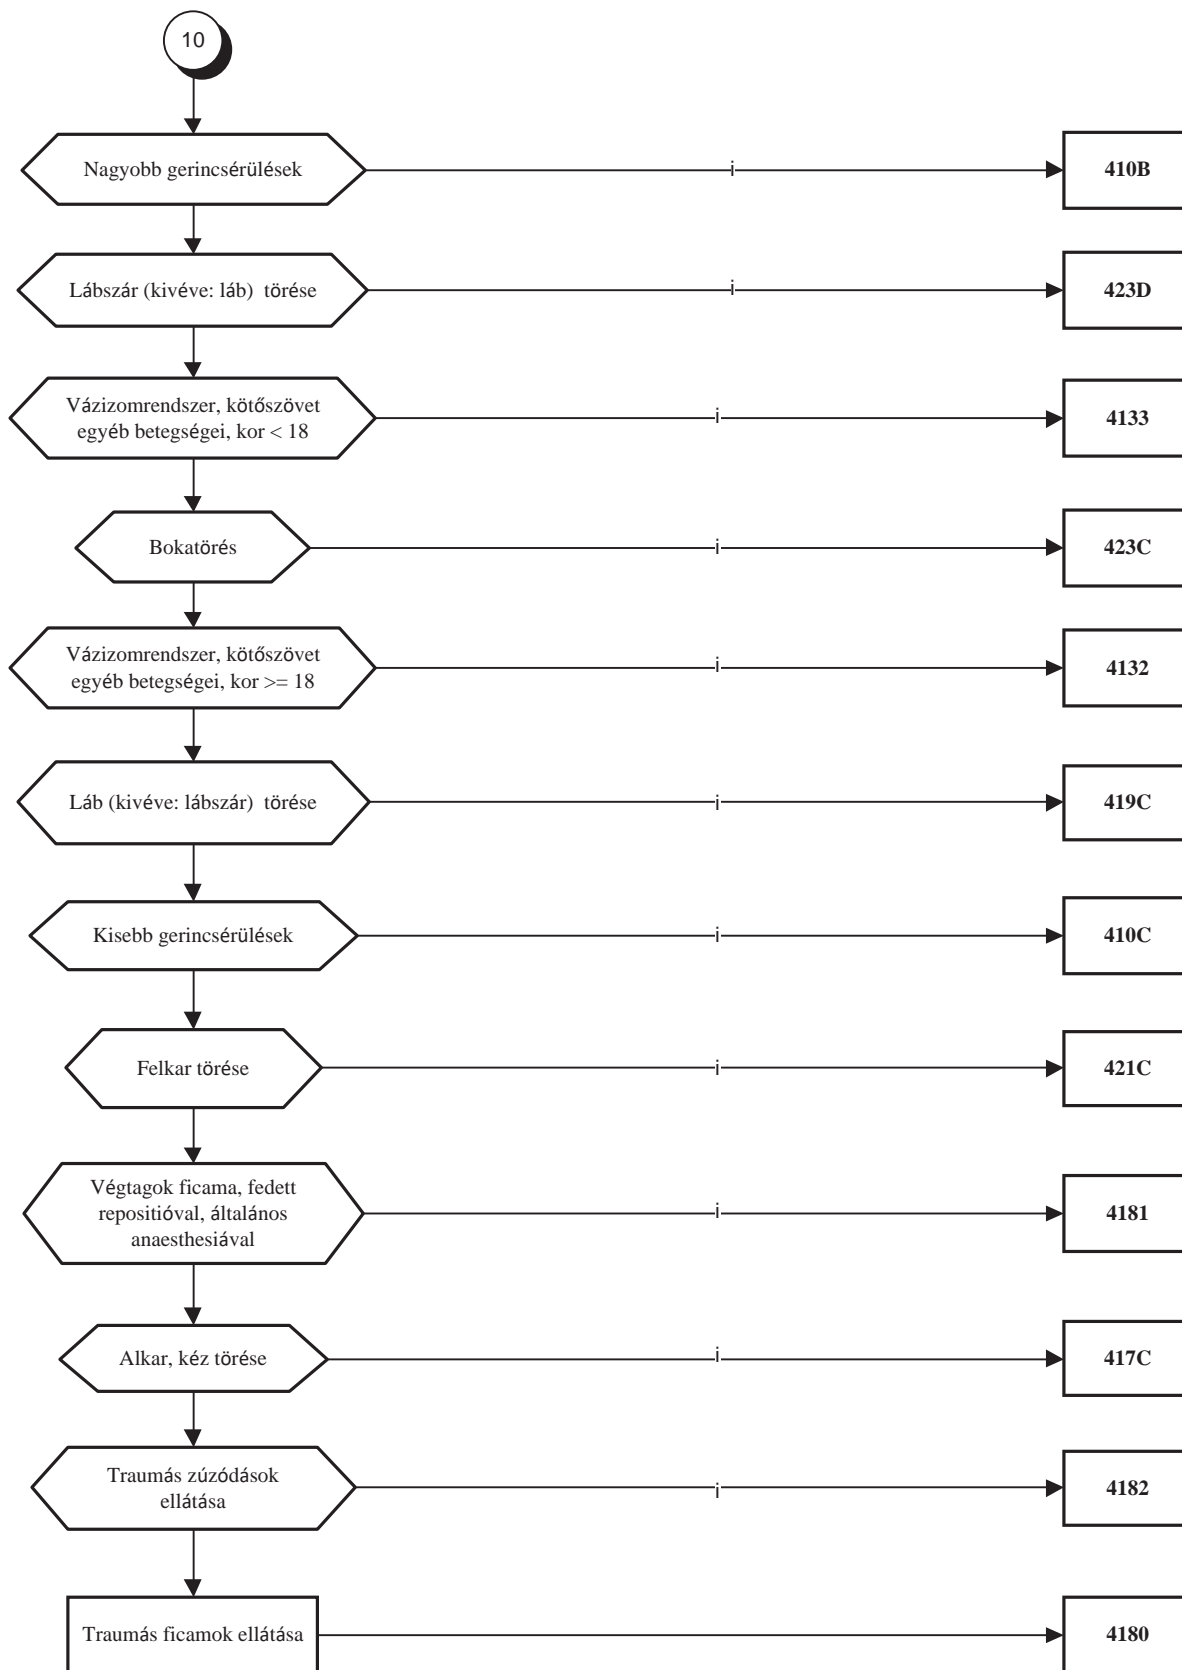 10
Nagyobb gerincsérülések
i
410B
Lábszár (kivéve: láb) törése
i
423D
Vázizomrendszer, kötőszövet
egyéb betegségei, kor < 18
i
4133
Bokatörés
i
423C
Vázizomrendszer, kötőszövet
egyéb betegségei, kor >= 18
i
4132
Láb (kivéve: lábszár) törése
i
419C
Kisebb gerincsérülések
i
410C
Felkar törése
i
421C
Végtagok ficama, fedett
repositióval, általános
anaesthesiával
i
4181
Alkar, kéz törése
i
417C
Traumás zúzódások
ellátása
i
4182
Traumás ficamok ellátása
4180